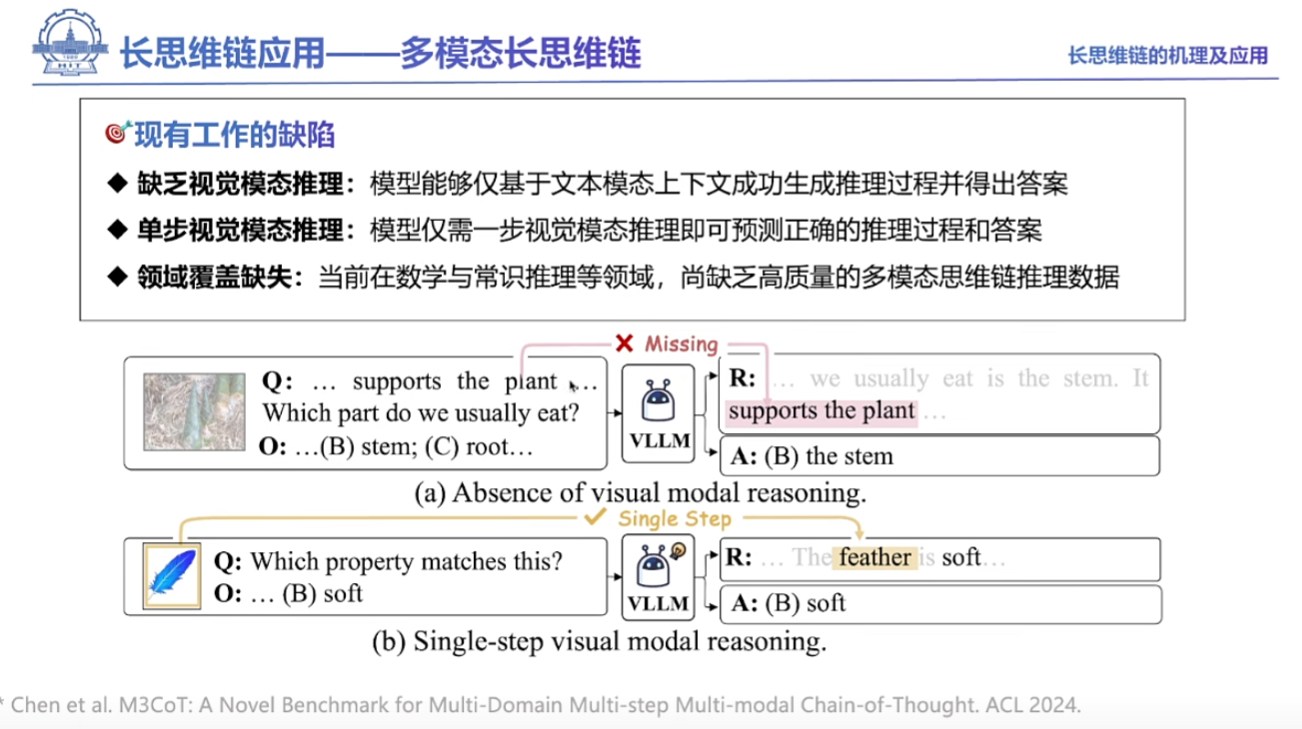 长思维链应用——多模态长思维链
长思维链的机理及应用
HIT
现有工作的缺陷
◆ 缺乏视觉模态推理：模型能够仅基于文本模态上下文成功生成推理过程并得出答案
◆ 单步视觉模态推理：模型仅需一步视觉模态推理即可预测正确的推理过程和答案
◆ 领域覆盖缺失：当前在数学与常识推理等领域，尚缺乏高质量的多模态思维链推理数据
Missing
Q: … supports the plant …
Which part do we usually eat?
O: …(B) stem; (C) root…
VLLM
R: … we usually eat is the stem. It
supports the plant …
A: (B) the stem
(a) Absence of visual modal reasoning.
Single Step
Q: Which property matches this?
O: … (B) soft
VLLM
R: … The feather is soft…
A: (B) soft
(b) Single-step visual modal reasoning.
* Chen et al. M3CoT: A Novel Benchmark for Multi-Domain Multi-step Multi-modal Chain-of-Thought. ACL 2024.